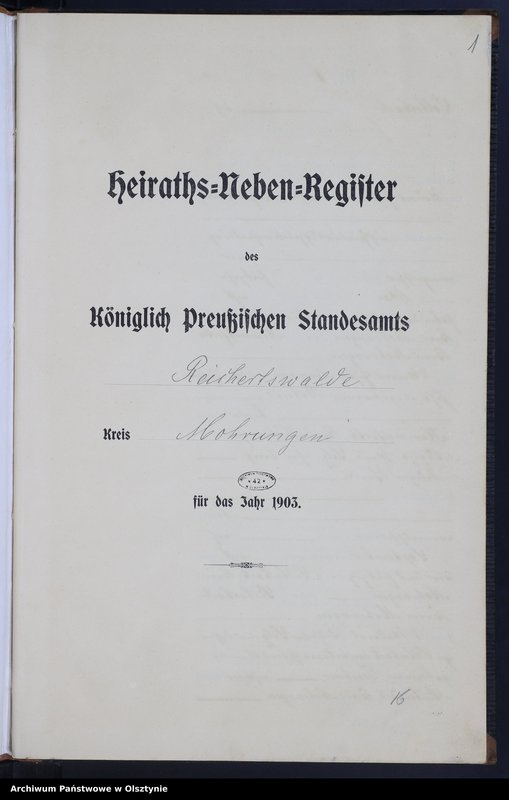 1
Heiraths=Neben=Register
des
Königlich Preußischen Standesamts
Reichertswalde
Kreis Mohrungen
* 42 *
für das Jahr 1903.
16
Archiwum Państwowe w Olsztynie